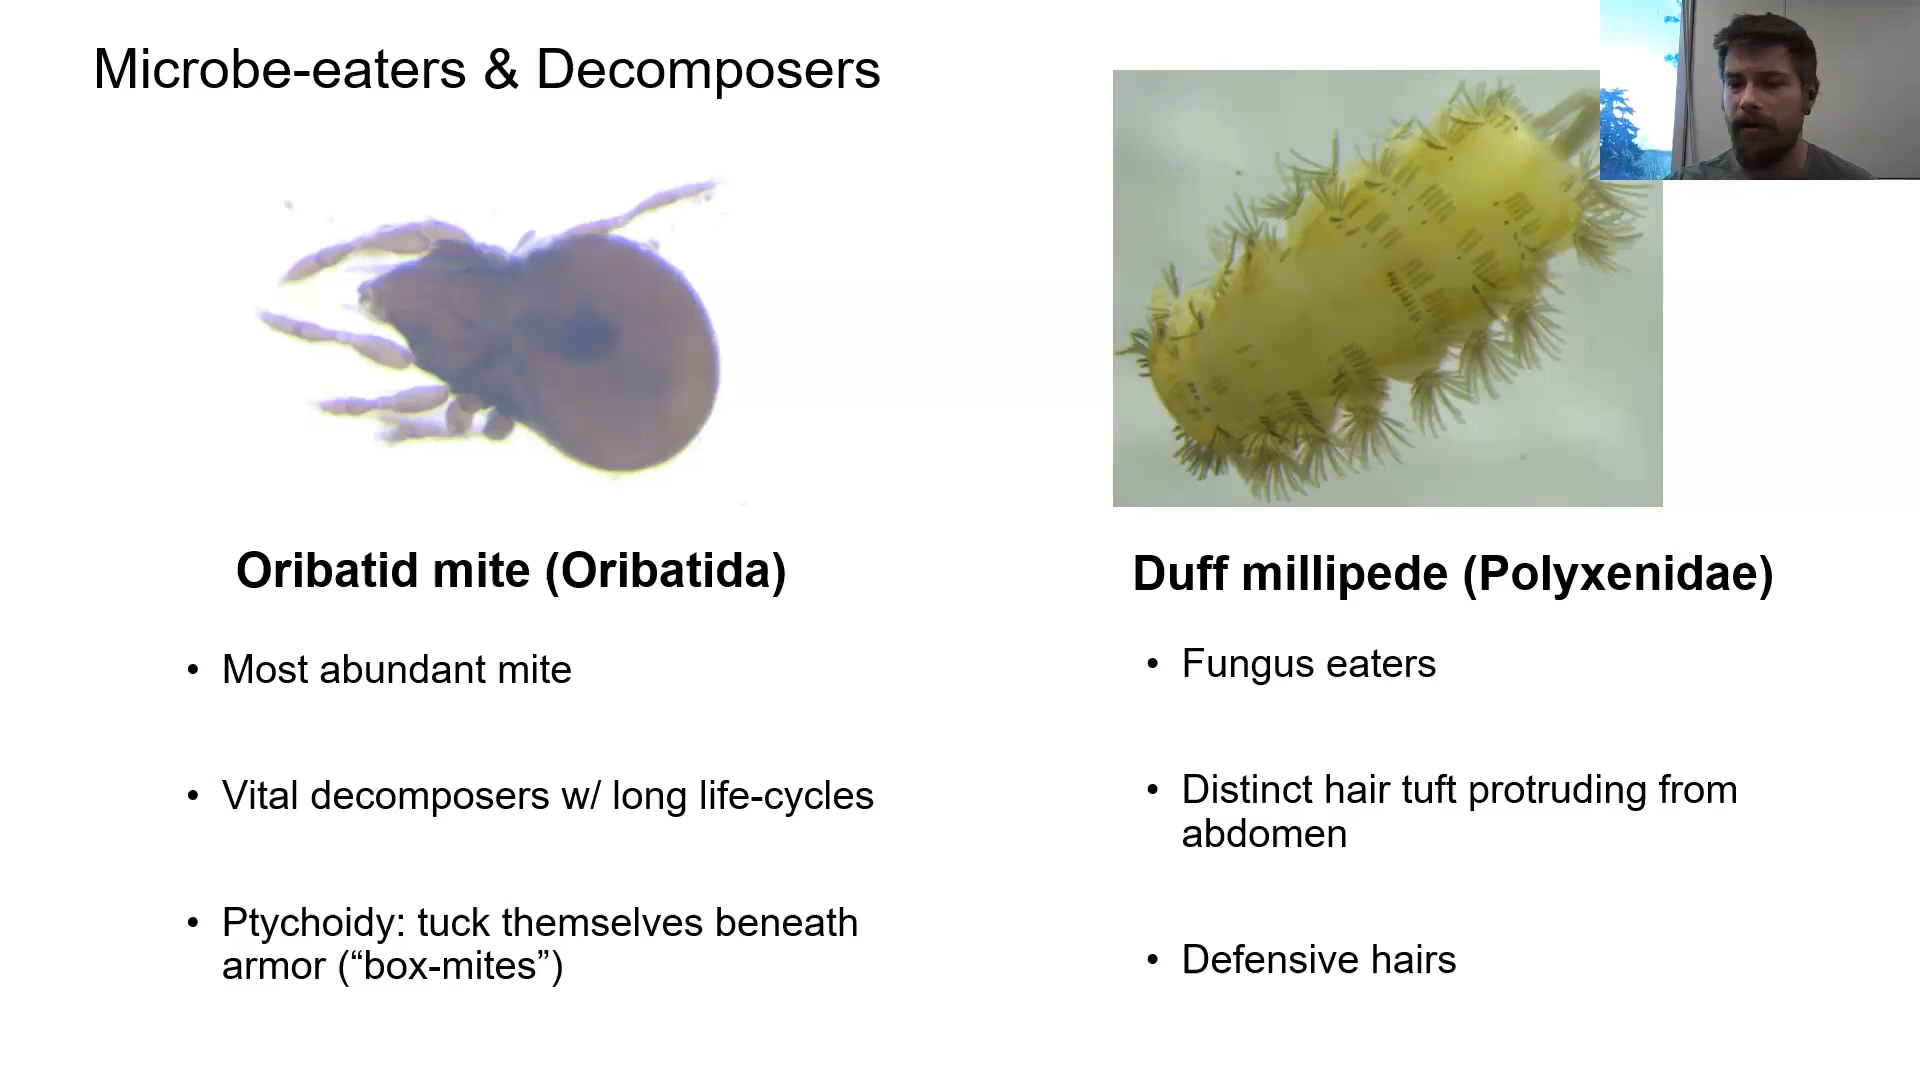 Microbe-eaters & Decomposers
Oribatid mite (Oribatida)
• Most abundant mite
• Vital decomposers w/ long life-cycles
• Ptychoidy: tuck themselves beneath
armor (“box-mites”)
Duff millipede (Polyxenidae)
• Fungus eaters
• Distinct hair tuft protruding from
abdomen
• Defensive hairs